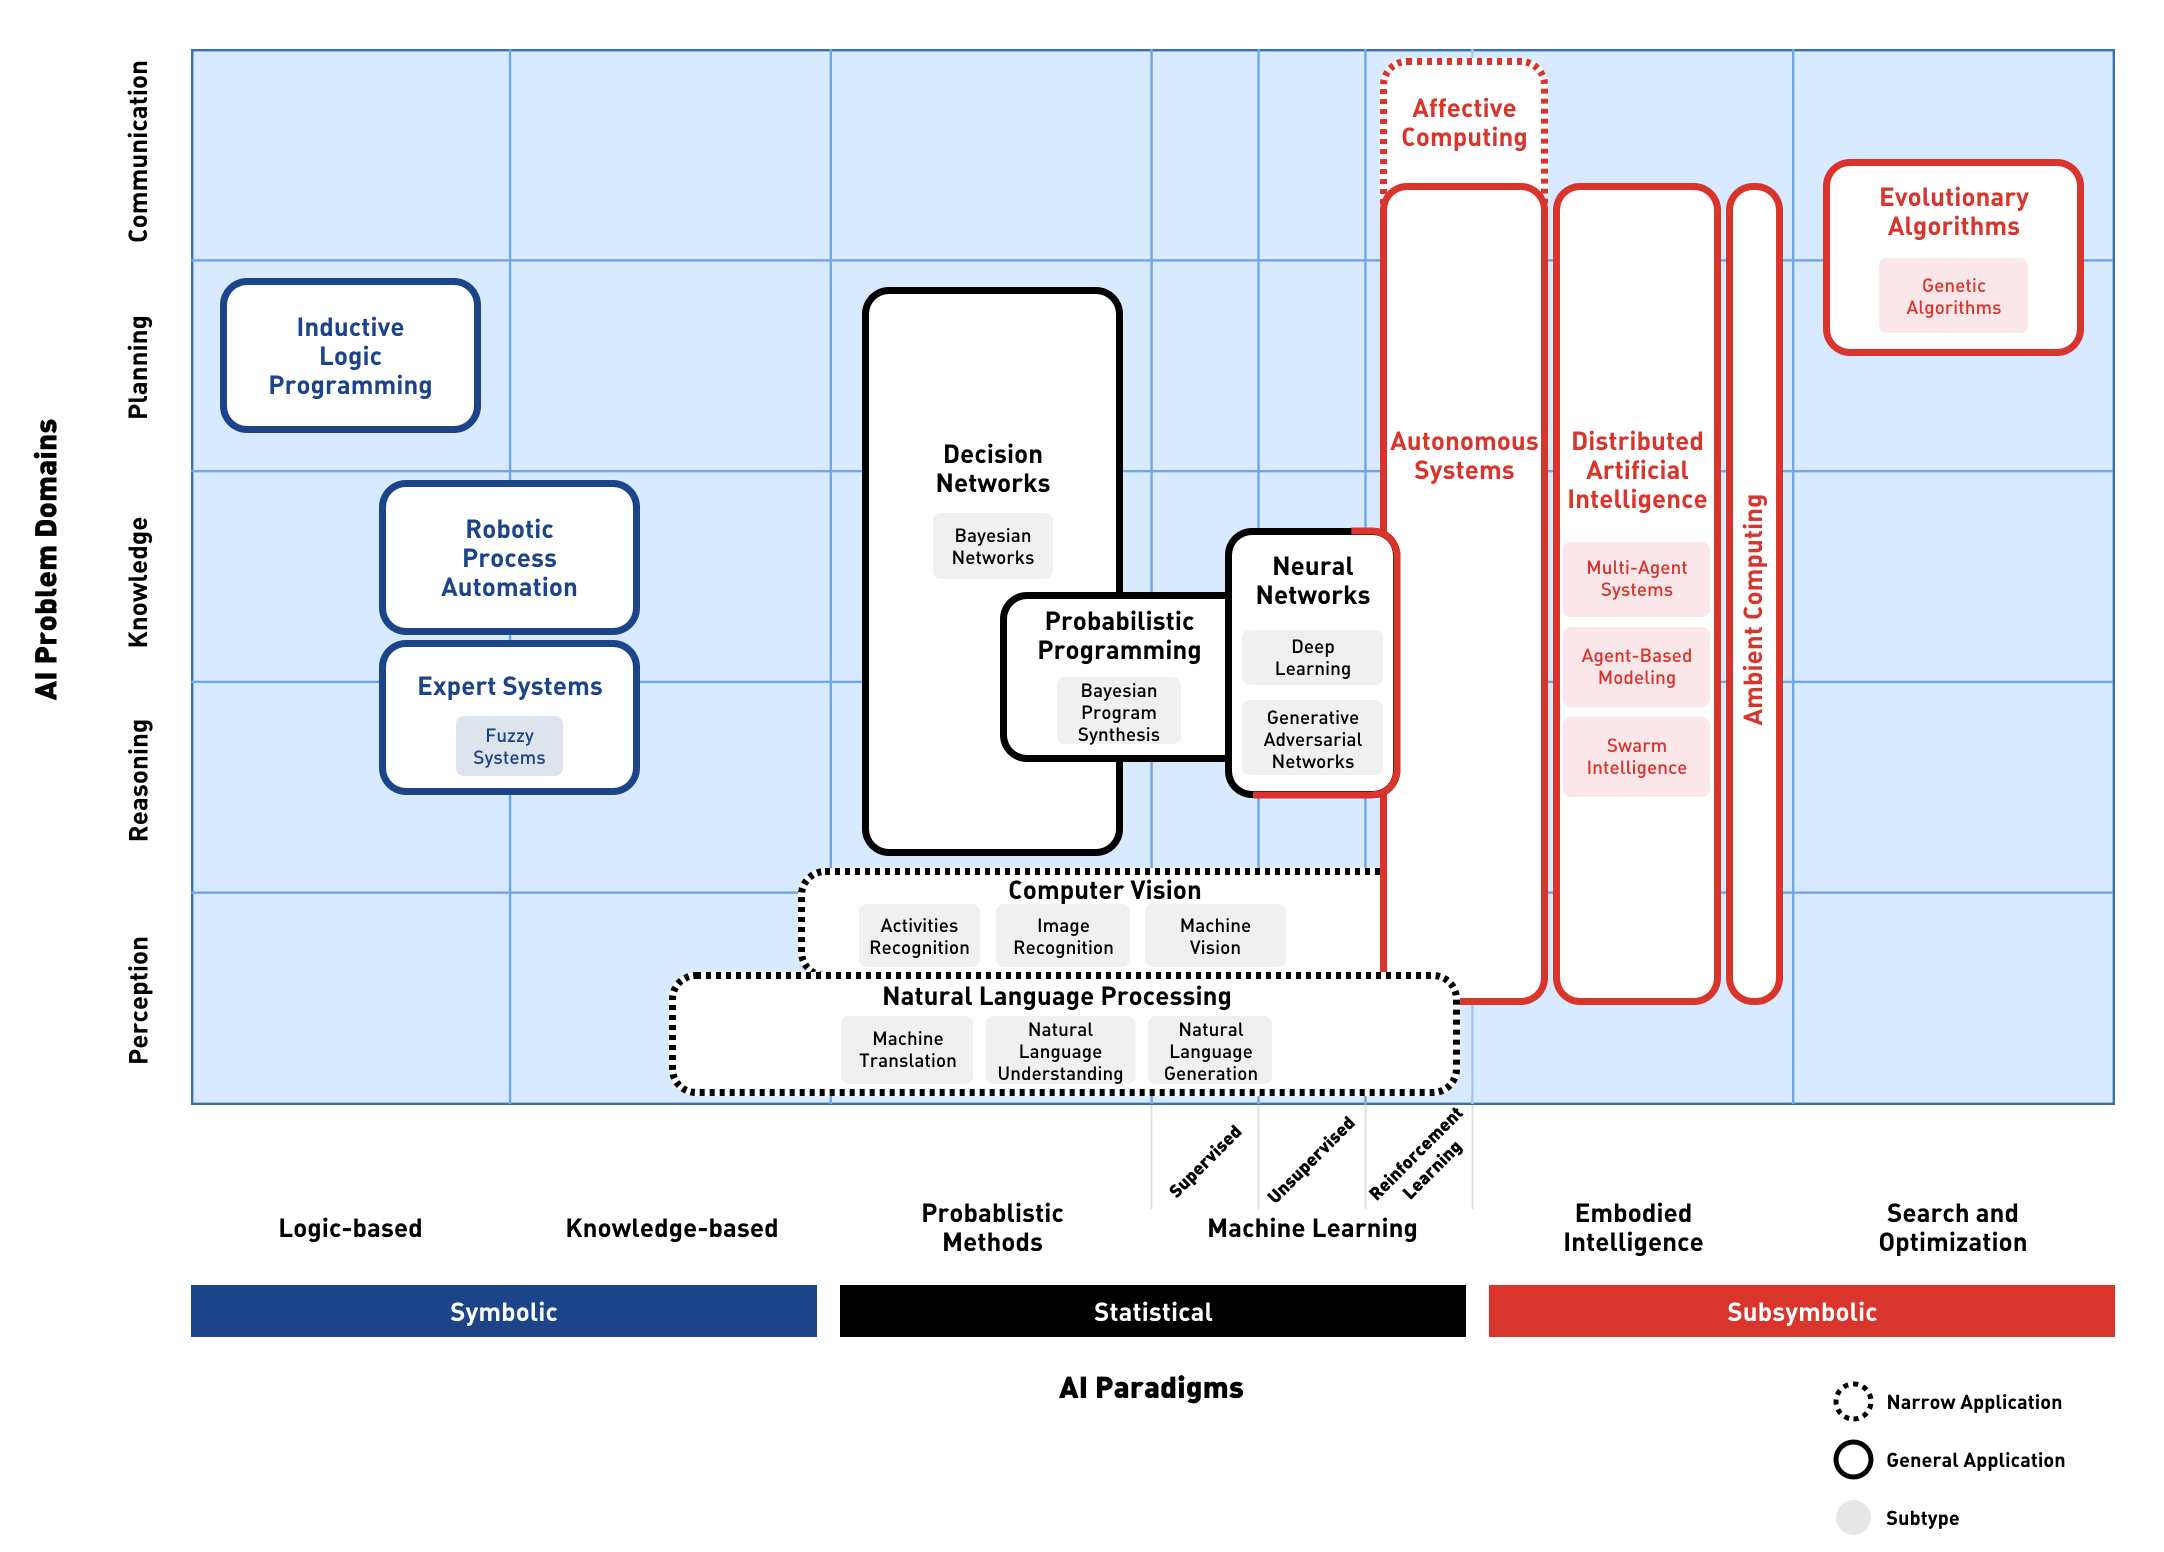 AI Problem Domains
Communication
Planning
Knowledge
Reasoning
Perception
Affective
Computing
Evolutionary
Algorithms
Genetic
Algorithms
Inductive
Logic
Programming
Decision
Networks
Bayesian
Networks
Autonomous
Systems
Distributed
Artificial
Intelligence
Multi-Agent
Systems
Agent-Based
Modeling
Swarm
Intelligence
Ambient Computing
Robotic
Process
Automation
Expert Systems
Fuzzy
Systems
Probabilistic
Programming
Bayesian
Program
Synthesis
Neural
Networks
Deep
Learning
Generative
Adversarial
Networks
Computer Vision
Activities
Recognition
Image
Recognition
Machine
Vision
Natural Language Processing
Machine
Translation
Natural
Language
Understanding
Natural
Language
Generation
Supervised
Unsupervised
Reinforcement
Learning
Logic-based
Knowledge-based
Probablistic
Methods
Machine Learning
Embodied
Intelligence
Search and
Optimization
Symbolic
Statistical
Subsymbolic
AI Paradigms
Narrow Application
General Application
Subtype